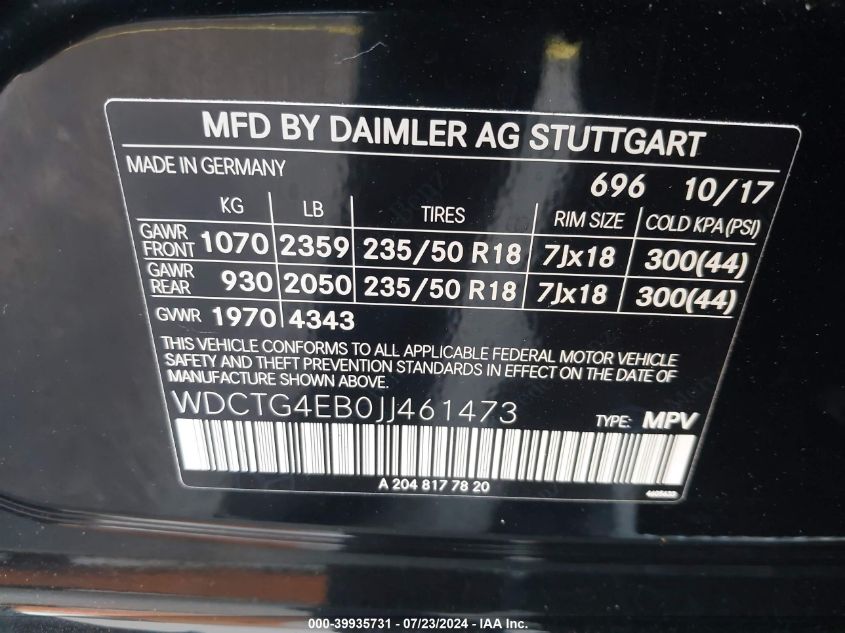 MFD BY DAIMLER AG STUTTGART
MADE IN GERMANY
696 10/17
KG LB TIRES RIM SIZE COLD KPA(PSI)
GAWR FRONT 1070 2359 235/50 R18 7Jx18 300(44)
GAWR REAR 930 2050 235/50 R18 7Jx18 300(44)
GVWR 1970 4343
THIS VEHICLE CONFORMS TO ALL APPLICABLE FEDERAL MOTOR VEHICLE
SAFETY AND THEFT PREVENTION STANDARDS IN EFFECT ON THE DATE OF
MANUFACTURE SHOWN ABOVE.
WDCTG4EB0JJ461473 TYPE: MPV
A 204 817 78 20
000-39935731 - 07/23/2024 - IAA Inc.